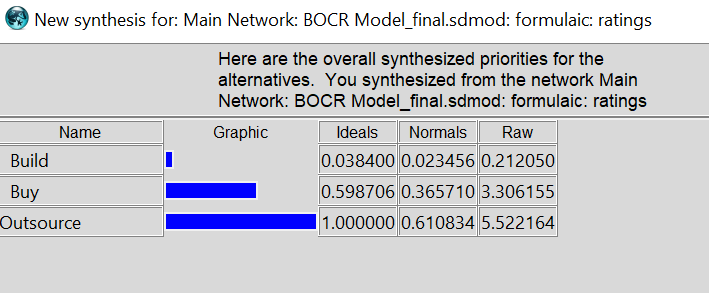 New synthesis for: Main Network: BOCR Model_final.sdmod: formulaic: ratings
Here are the overall synthesized priorities for the
alternatives. You synthesized from the network Main
Network: BOCR Model_final.sdmod: formulaic: ratings
Name Graphic Ideals Normals Raw
Build 0.038400 0.023456 0.212050
Buy 0.598706 0.365710 3.306155
Outsource 1.000000 0.610834 5.522164